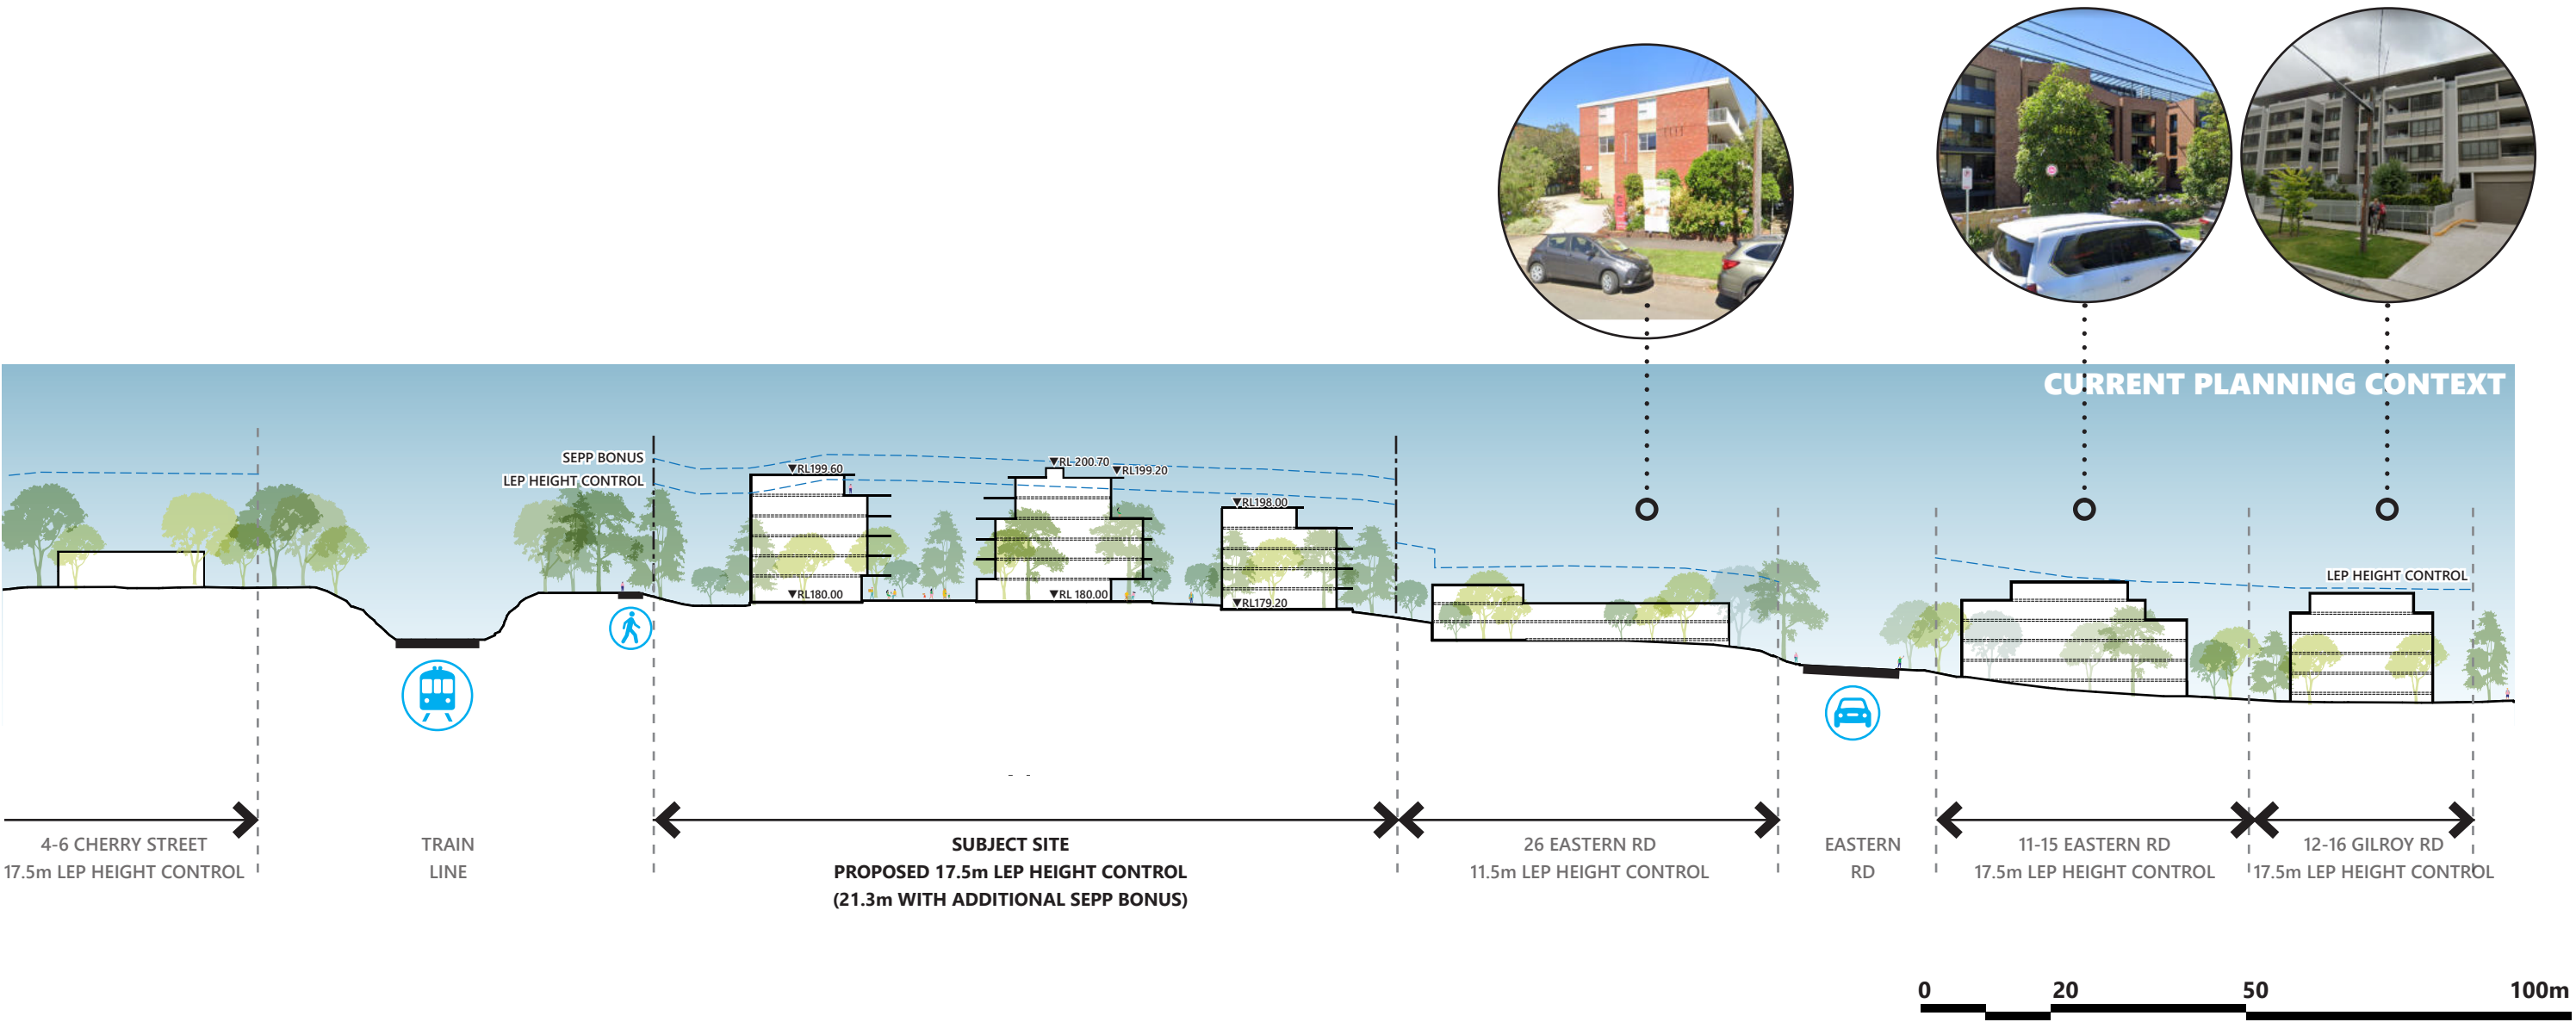 CURRENT PLANNING CONTEXT
SEPP BONUS
LEP HEIGHT CONTROL
▼RL199.60
▼RL 200.70
▼RL199.20
▼RL198.00
▼RL180.00
▼RL 180.00
▼RL179.20
LEP HEIGHT CONTROL
4-6 CHERRY STREET
17.5m LEP HEIGHT CONTROL
TRAIN
LINE
SUBJECT SITE
PROPOSED 17.5m LEP HEIGHT CONTROL
(21.3m WITH ADDITIONAL SEPP BONUS)
26 EASTERN RD
11.5m LEP HEIGHT CONTROL
EASTERN
RD
11-15 EASTERN RD
17.5m LEP HEIGHT CONTROL
12-16 GILROY RD
17.5m LEP HEIGHT CONTROL
0 20 50 100m